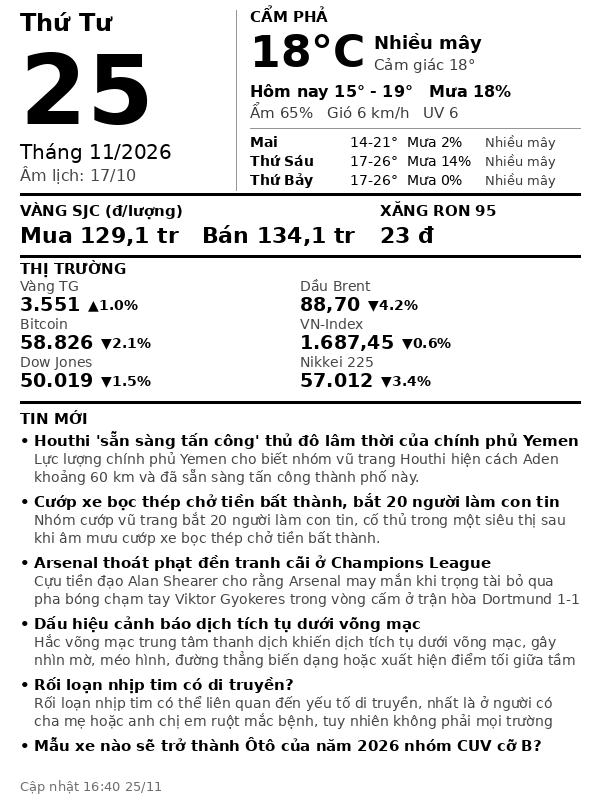 Thứ Tư
25
Tháng 11/2026
Âm lịch: 17/10
CẨM PHẢ
18°C Nhiều mây
Cảm giác 18°
Hôm nay 15° - 19° Mưa 18%
Ẩm 65% Gió 6 km/h UV 6
Mai 14-21° Mưa 2% Nhiều mây
Thứ Sáu 17-26° Mưa 14% Nhiều mây
Thứ Bảy 17-26° Mưa 0% Nhiều mây
VÀNG SJC (đ/lượng)
Mua 129,1 tr Bán 134,1 tr
XĂNG RON 95
23 đ
THỊ TRƯỜNG
Vàng TG
3.551 ▲1.0%
Dầu Brent
88,70 ▼4.2%
Bitcoin
58.826 ▼2.1%
VN-Index
1.687,45 ▼0.6%
Dow Jones
50.019 ▼1.5%
Nikkei 225
57.012 ▼3.4%
TIN MỚI
• Houthi 'sẵn sàng tấn công' thủ đô lâm thời của chính phủ Yemen
Lực lượng chính phủ Yemen cho biết nhóm vũ trang Houthi hiện cách Aden
khoảng 60 km và đã sẵn sàng tấn công thành phố này.
• Cướp xe bọc thép chở tiền bất thành, bắt 20 người làm con tin
Nhóm cướp vũ trang bắt 20 người làm con tin, cố thủ trong một siêu thị sau
khi âm mưu cướp xe bọc thép chở tiền bất thành.
• Arsenal thoát phạt đền tranh cãi ở Champions League
Cựu tiền đạo Alan Shearer cho rằng Arsenal may mắn khi trọng tài bỏ qua
pha bóng chạm tay Viktor Gyokeres trong vòng cấm ở trận hòa Dortmund 1-1
• Dấu hiệu cảnh báo dịch tích tụ dưới võng mạc
Hắc võng mạc trung tâm thanh dịch khiến dịch tích tụ dưới võng mạc, gây
nhìn mờ, méo hình, đường thẳng biến dạng hoặc xuất hiện điểm tối giữa tầm
• Rối loạn nhịp tim có di truyền?
Rối loạn nhịp tim có thể liên quan đến yếu tố di truyền, nhất là ở người có
cha mẹ hoặc anh chị em ruột mắc bệnh, tuy nhiên không phải mọi trường
• Mẫu xe nào sẽ trở thành Ôtô của năm 2026 nhóm CUV cỡ B?
Cập nhật 16:40 25/11